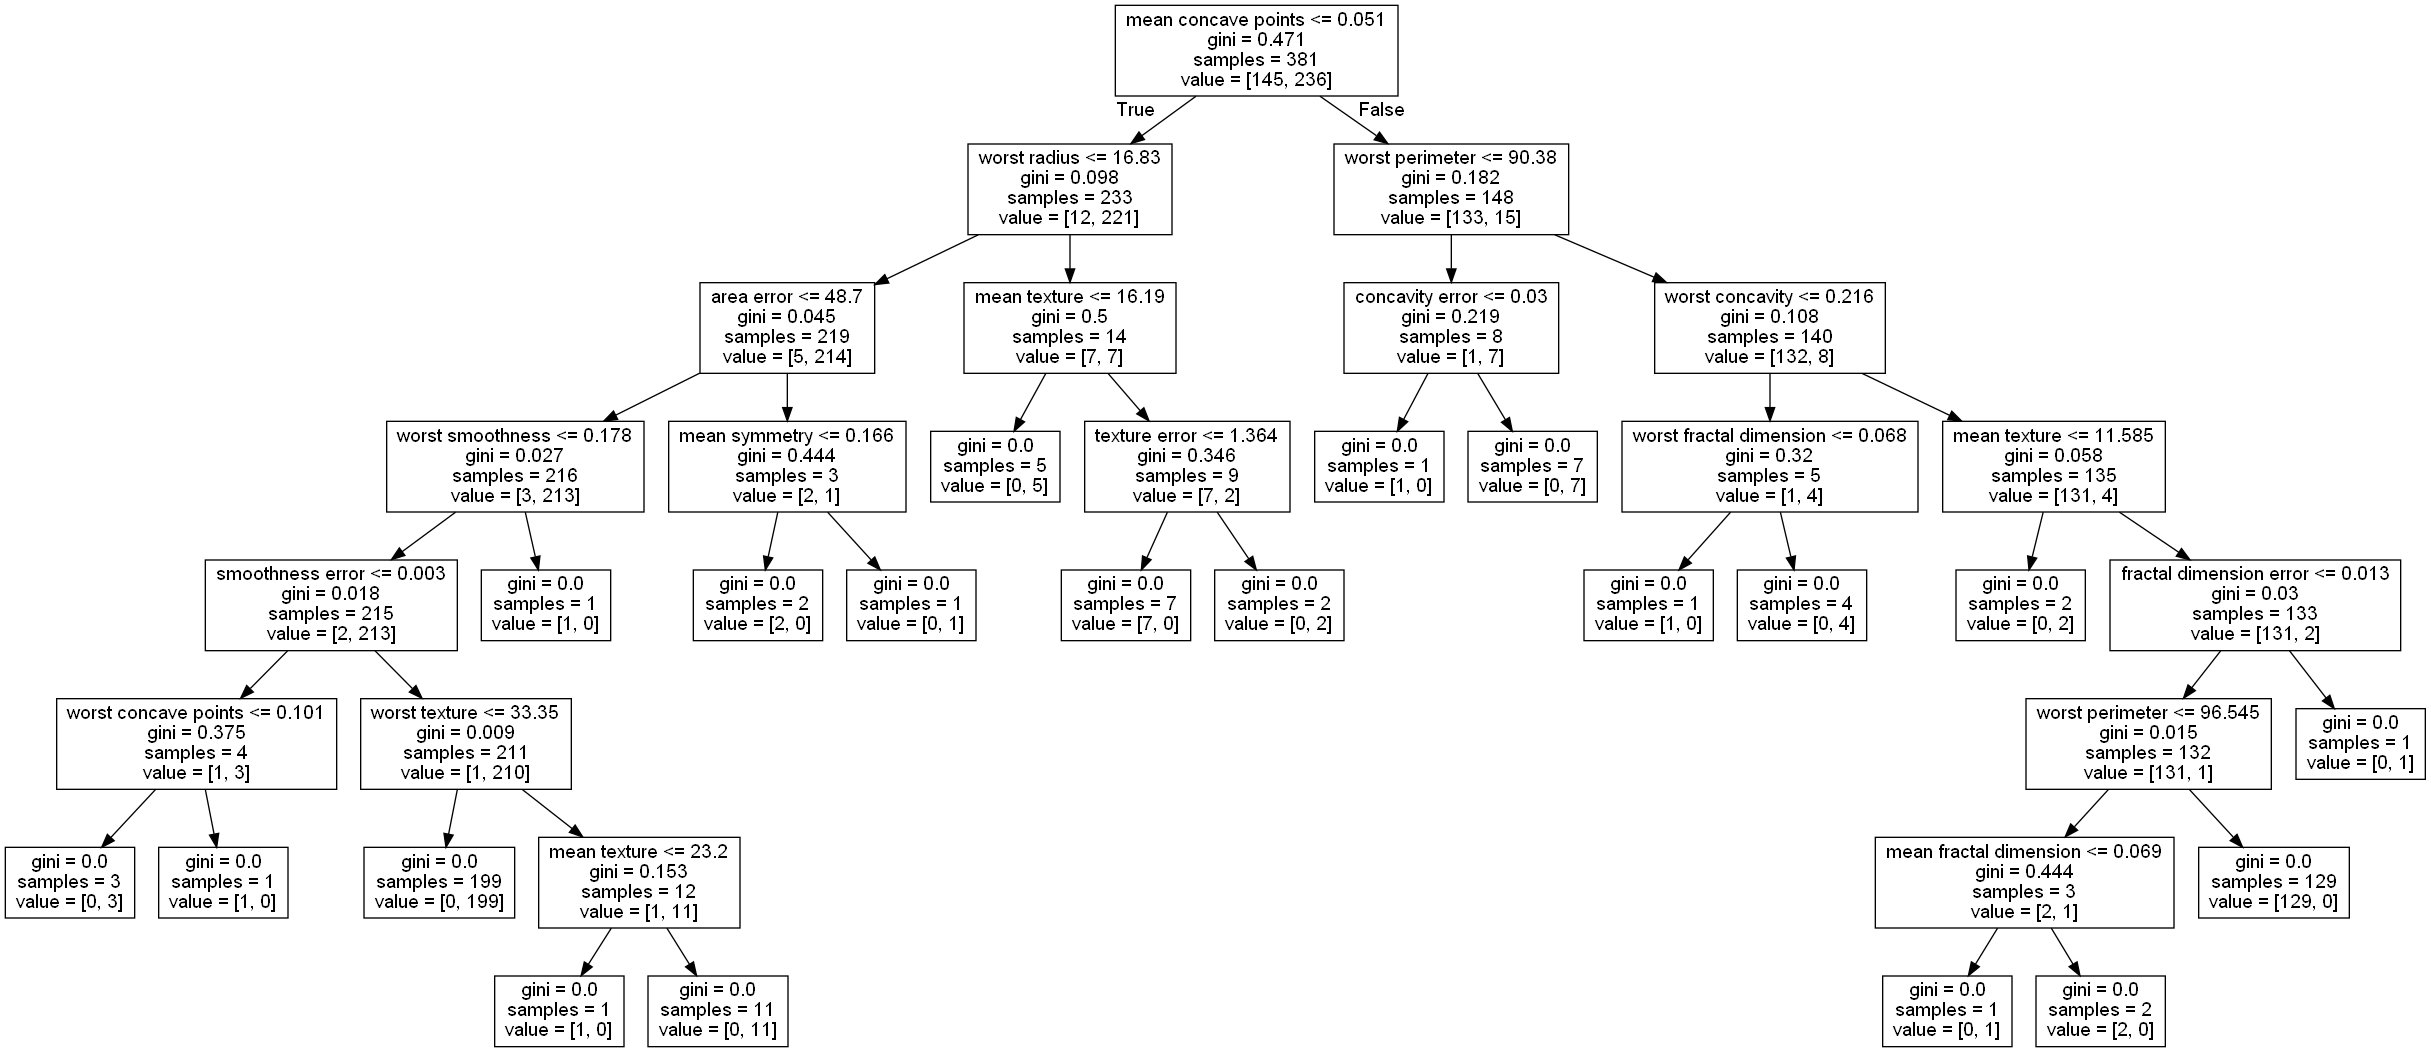 mean concave points <= 0.051
gini = 0.471
samples = 381
value = [145, 236]
True
False
worst radius <= 16.83
gini = 0.098
samples = 233
value = [12, 221]
worst perimeter <= 90.38
gini = 0.182
samples = 148
value = [133, 15]
area error <= 48.7
gini = 0.045
samples = 219
value = [5, 214]
mean texture <= 16.19
gini = 0.5
samples = 14
value = [7, 7]
concavity error <= 0.03
gini = 0.219
samples = 8
value = [1, 7]
worst concavity <= 0.216
gini = 0.108
samples = 140
value = [132, 8]
worst smoothness <= 0.178
gini = 0.027
samples = 216
value = [3, 213]
mean symmetry <= 0.166
gini = 0.444
samples = 3
value = [2, 1]
gini = 0.0
samples = 5
value = [0, 5]
texture error <= 1.364
gini = 0.346
samples = 9
value = [7, 2]
gini = 0.0
samples = 1
value = [1, 0]
gini = 0.0
samples = 7
value = [0, 7]
worst fractal dimension <= 0.068
gini = 0.32
samples = 5
value = [1, 4]
mean texture <= 11.585
gini = 0.058
samples = 135
value = [131, 4]
smoothness error <= 0.003
gini = 0.018
samples = 215
value = [2, 213]
gini = 0.0
samples = 1
value = [1, 0]
gini = 0.0
samples = 2
value = [2, 0]
gini = 0.0
samples = 1
value = [0, 1]
gini = 0.0
samples = 7
value = [7, 0]
gini = 0.0
samples = 2
value = [0, 2]
gini = 0.0
samples = 1
value = [1, 0]
gini = 0.0
samples = 4
value = [0, 4]
gini = 0.0
samples = 2
value = [0, 2]
fractal dimension error <= 0.013
gini = 0.03
samples = 133
value = [131, 2]
worst concave points <= 0.101
gini = 0.375
samples = 4
value = [1, 3]
worst texture <= 33.35
gini = 0.009
samples = 211
value = [1, 210]
worst perimeter <= 96.545
gini = 0.015
samples = 132
value = [131, 1]
gini = 0.0
samples = 1
value = [0, 1]
gini = 0.0
samples = 3
value = [0, 3]
gini = 0.0
samples = 1
value = [1, 0]
gini = 0.0
samples = 199
value = [0, 199]
mean texture <= 23.2
gini = 0.153
samples = 12
value = [1, 11]
mean fractal dimension <= 0.069
gini = 0.444
samples = 3
value = [2, 1]
gini = 0.0
samples = 129
value = [129, 0]
gini = 0.0
samples = 1
value = [1, 0]
gini = 0.0
samples = 11
value = [0, 11]
gini = 0.0
samples = 1
value = [0, 1]
gini = 0.0
samples = 2
value = [2, 0]